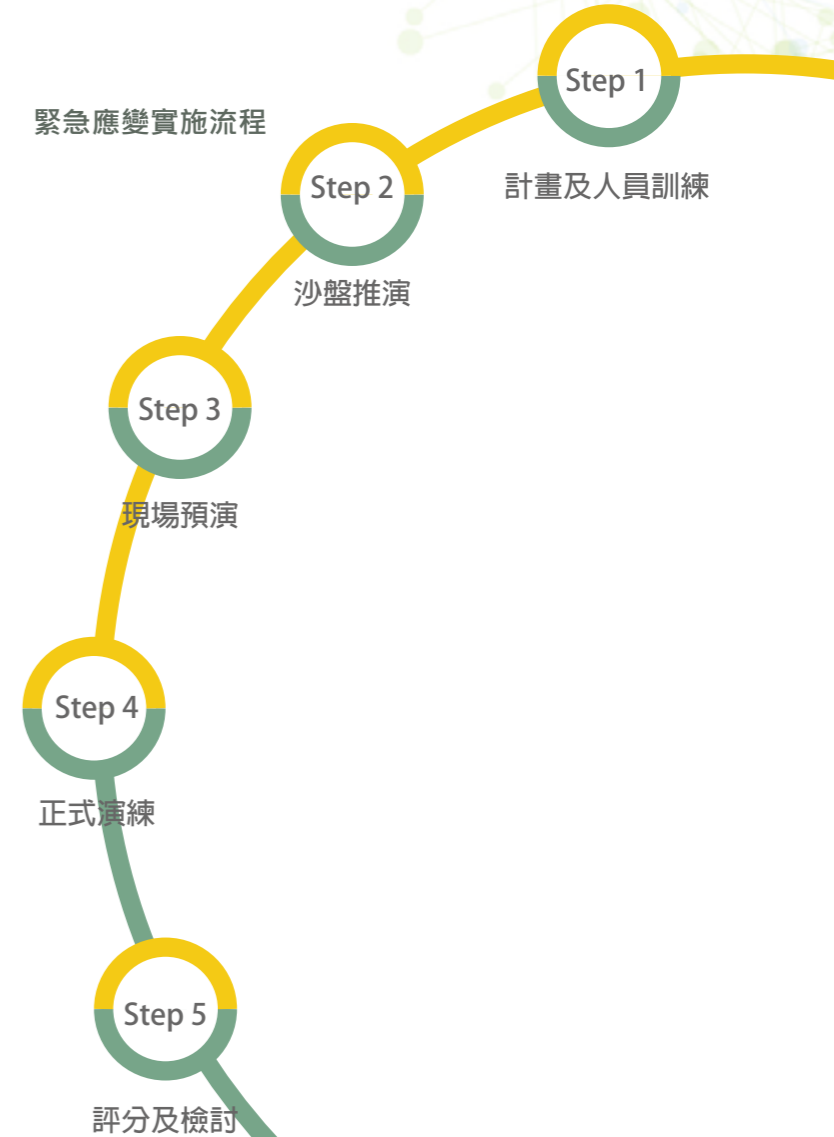 緊急應變實施流程
Step 1
計畫及人員訓練
Step 2
沙盤推演
Step 3
現場預演
Step 4
正式演練
Step 5
評分及檢討